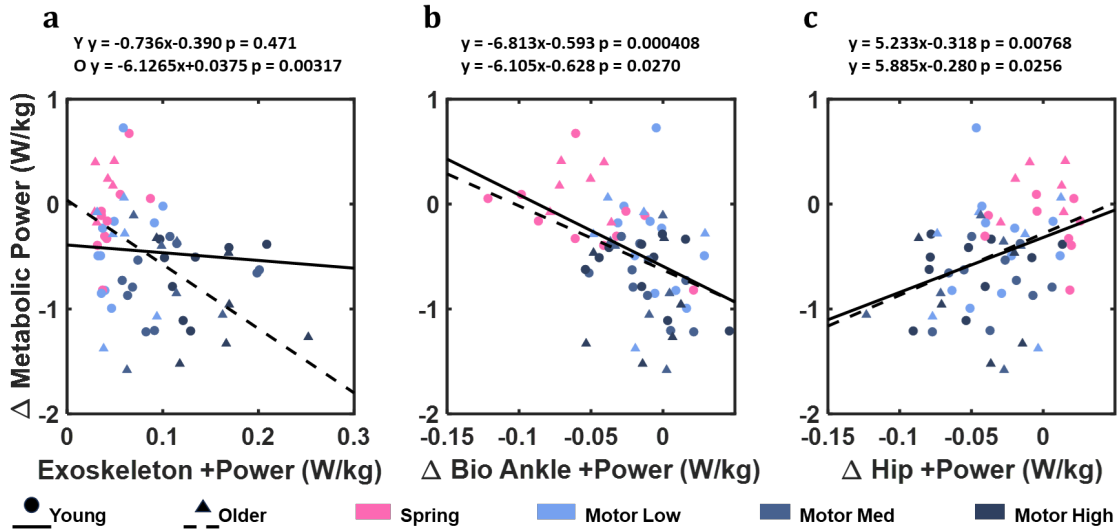 a
b
c
Y y = -0.736x-0.390 p = 0.471
O y = -6.1265x+0.0375 p = 0.00317
y = -6.813x-0.593 p = 0.000408
y = -6.105x-0.628 p = 0.0270
y = 5.233x-0.318 p = 0.00768
y = 5.885x-0.280 p = 0.0256
Δ Metabolic Power (W/kg)
1
0
-1
-2
0 0.1 0.2 0.3
Exoskeleton +Power (W/kg)
1
0
-1
-2
-0.15 -0.1 -0.05 0
Δ Bio Ankle +Power (W/kg)
1
0
-1
-2
-0.15 -0.1 -0.05 0
Δ Hip +Power (W/kg)
Young Older Spring Motor Low Motor Med Motor High